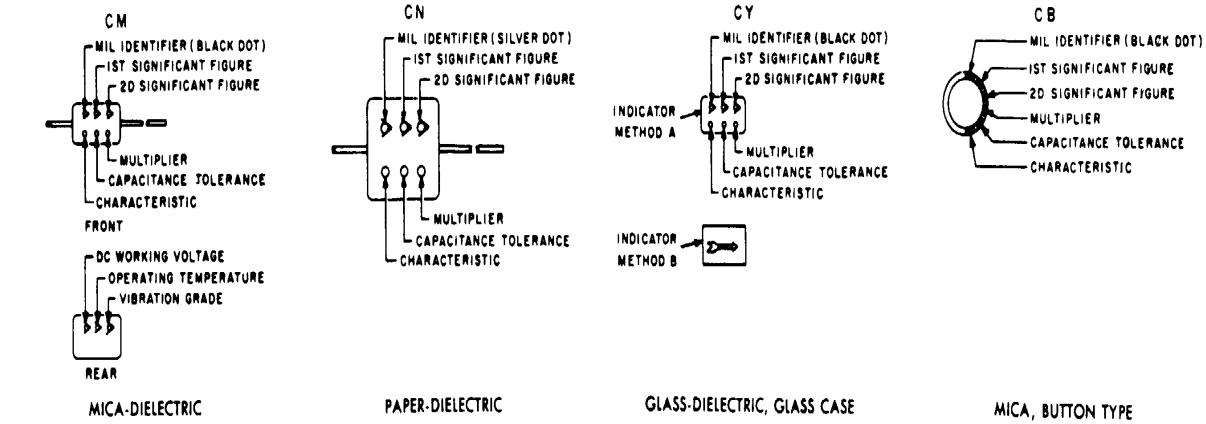 CM
MIL IDENTIFIER (BLACK DOT)
1ST SIGNIFICANT FIGURE
2D SIGNIFICANT FIGURE
MULTIPLIER
CAPACITANCE TOLERANCE
CHARACTERISTIC
FRONT
DC WORKING VOLTAGE
OPERATING TEMPERATURE
VIBRATION GRADE
REAR
MICA-DIELECTRIC
CN
MIL IDENTIFIER (SILVER DOT)
1ST SIGNIFICANT FIGURE
2D SIGNIFICANT FIGURE
MULTIPLIER
CAPACITANCE TOLERANCE
CHARACTERISTIC
PAPER-DIELECTRIC
CY
MIL IDENTIFIER (BLACK DOT)
1ST SIGNIFICANT FIGURE
2D SIGNIFICANT FIGURE
INDICATOR
METHOD A
MULTIPLIER
CAPACITANCE TOLERANCE
CHARACTERISTIC
INDICATOR
METHOD B
GLASS-DIELECTRIC, GLASS CASE
CB
MIL IDENTIFIER (BLACK DOT)
1ST SIGNIFICANT FIGURE
2D SIGNIFICANT FIGURE
MULTIPLIER
CAPACITANCE TOLERANCE
CHARACTERISTIC
MICA, BUTTON TYPE